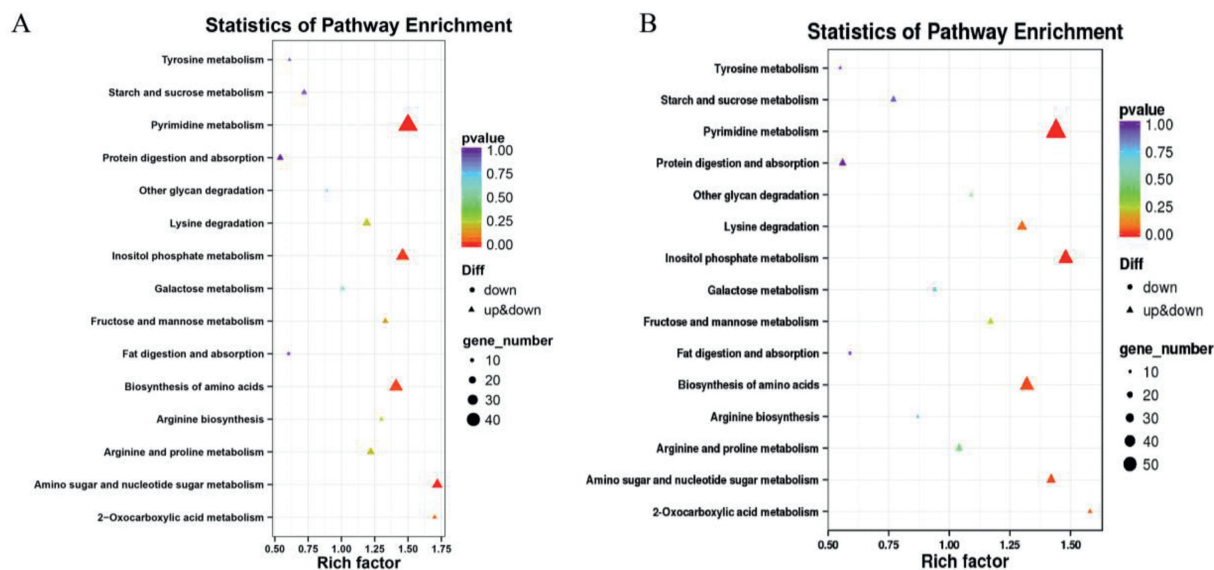 A
Statistics of Pathway Enrichment
Tyrosine metabolism
Starch and sucrose metabolism
Pyrimidine metabolism
Protein digestion and absorption
Other glycan degradation
Lysine degradation
Inositol phosphate metabolism
Galactose metabolism
Fructose and mannose metabolism
Fat digestion and absorption
Biosynthesis of amino acids
Arginine biosynthesis
Arginine and proline metabolism
Amino sugar and nucleotide sugar metabolism
2−Oxocarboxylic acid metabolism
0.50 0.75 1.00 1.25 1.50 1.75
Rich factor
pvalue
1.00
0.75
0.50
0.25
0.00
Diff
down
up&down
gene_number
10
20
30
40
B
Statistics of Pathway Enrichment
Tyrosine metabolism
Starch and sucrose metabolism
Pyrimidine metabolism
Protein digestion and absorption
Other glycan degradation
Lysine degradation
Inositol phosphate metabolism
Galactose metabolism
Fructose and mannose metabolism
Fat digestion and absorption
Biosynthesis of amino acids
Arginine biosynthesis
Arginine and proline metabolism
Amino sugar and nucleotide sugar metabolism
2-Oxocarboxylic acid metabolism
0.50 1.00 1.25 1.50
Rich factor
pvalue
1.00
0.75
0.50
0.25
0.00
Diff
down
up&down
gene_number
10
20
30
40
50